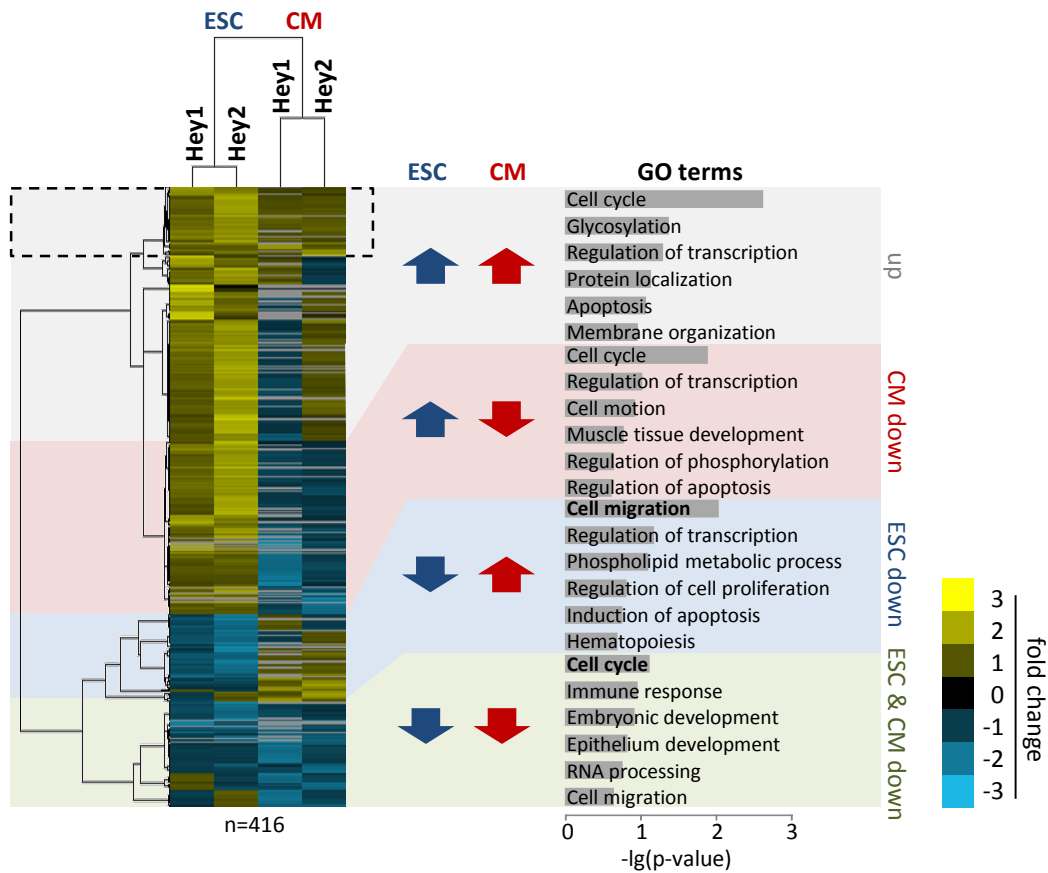 ESC CM
Hey1
Hey2
Hey1
Hey2
ESC CM GO terms
Cell cycle
Glycosylation
Regulation of transcription
Protein localization
Apoptosis
Membrane organization
up
Cell cycle
Regulation of transcription
Cell motion
Muscle tissue development
Regulation of phosphorylation
Regulation of apoptosis
CM down
Cell migration
Regulation of transcription
Phospholipid metabolic process
Regulation of cell proliferation
Induction of apoptosis
Hematopoiesis
ESC down
Cell cycle
Immune response
Embryonic development
Epithelium development
RNA processing
Cell migration
ESC & CM down
3
2
1
0
-1
-2
-3
fold change
n=416
0 1 2 3
-lg(p-value)